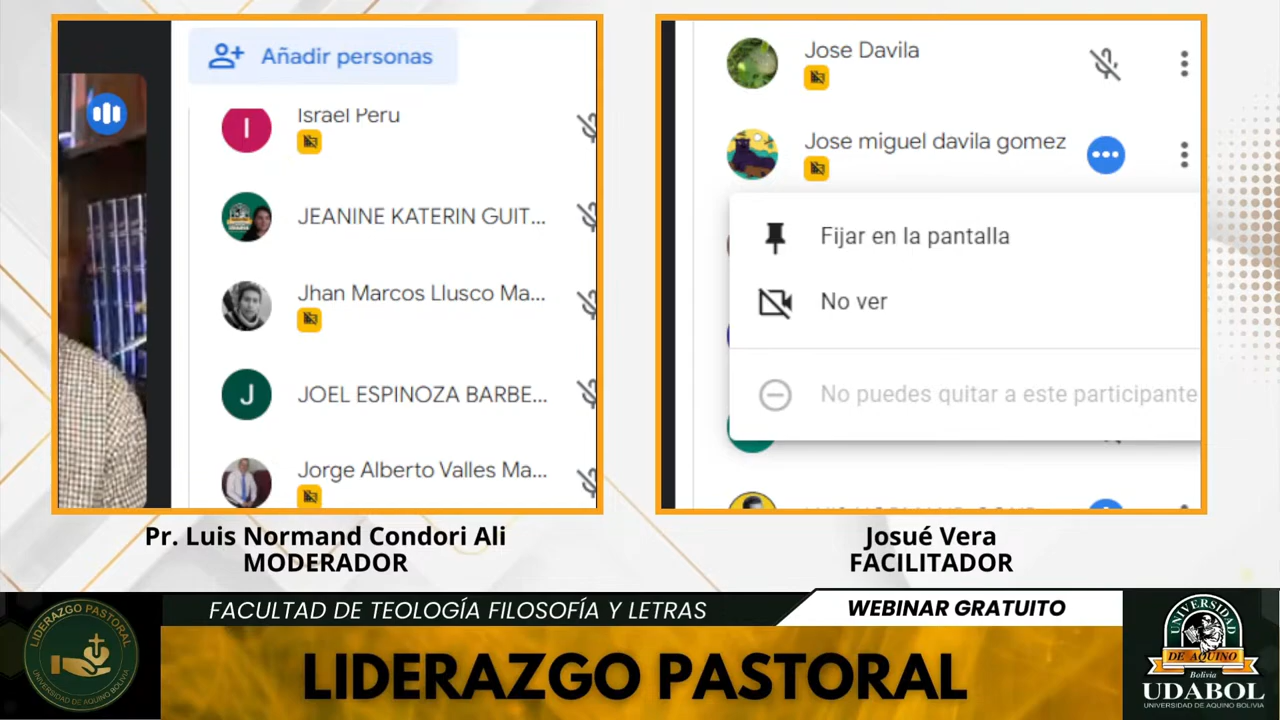 Añadir personas
Israel Peru
JEANINE KATERIN GUIT...
Jhan Marcos Llusco Ma...
J
JOEL ESPINOZA BARBE...
Jorge Alberto Valles Ma...
I
Jose Davila
Jose miguel davila gomez
Fijar en la pantalla
No ver
No puedes quitar a este participante
Pr. Luis Normand Condori Ali
MODERADOR
Josué Vera
FACILITADOR
FACULTAD DE TEOLOGÍA FILOSOFÍA Y LETRAS
WEBINAR GRATUITO
LIDERAZGO PASTORAL
LIDERAZGO PASTORAL
UNIVERSIDAD DE AQUINO BOLIVIA
UNIVERSIDAD
DE AQUINO
Bolivia
UDABOL
UNIVERSIDAD DE AQUINO BOLIVIA